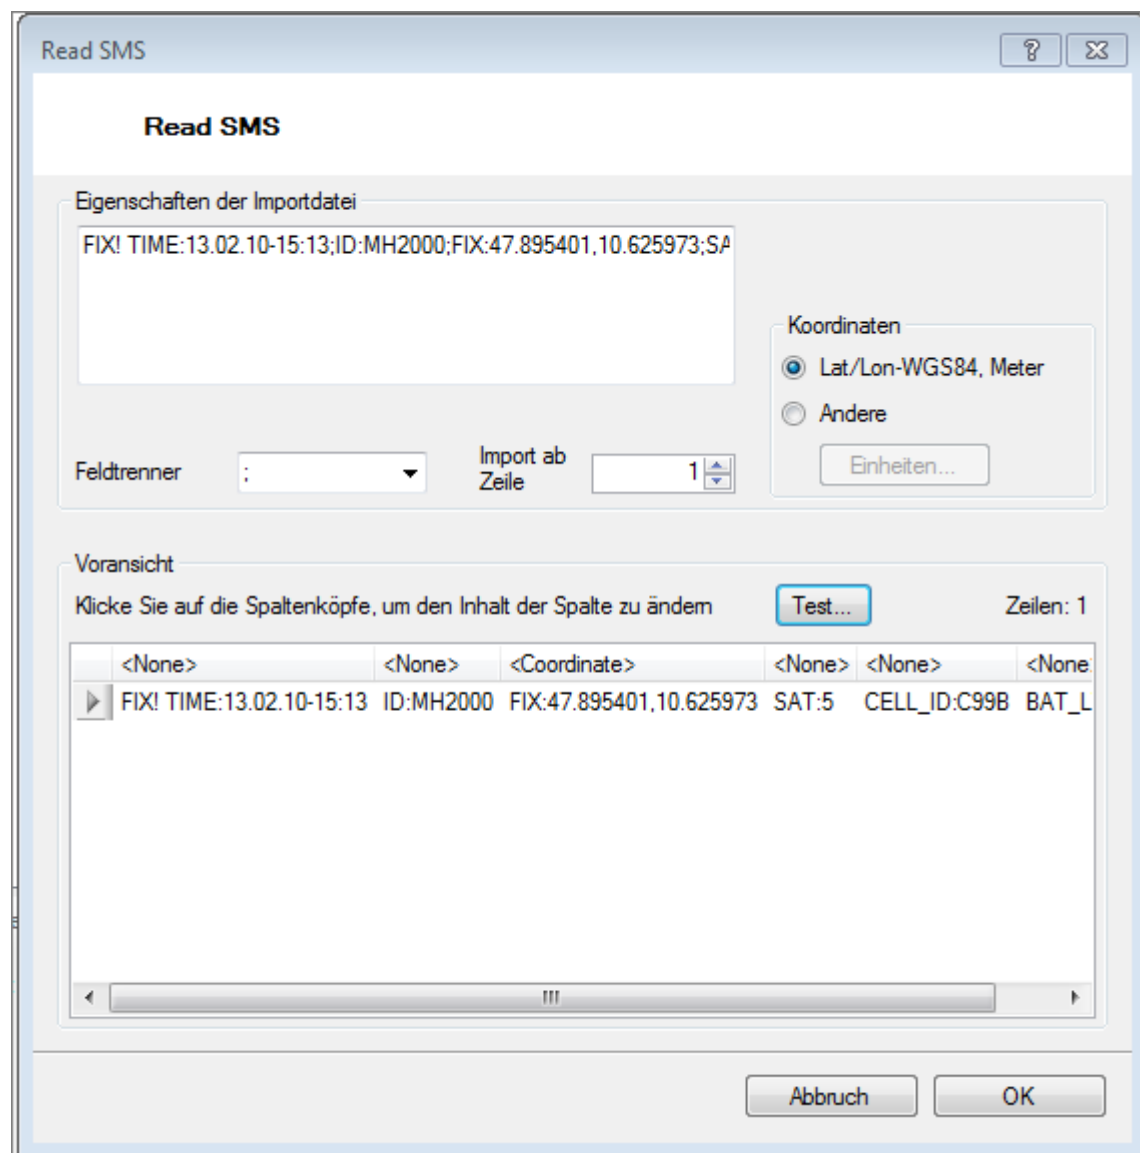 Read SMS
Read SMS
Eigenschaften der Importdatei
FIX! TIME:13.02.10-15:13;ID:MH2000;FIX:47.895401,10.625973;SA
Koordinaten
Lat/Lon-WGS84, Meter
Andere
Einheiten...
Feldtrenner ; Import ab Zeile 1
Voransicht
Klicke Sie auf die Spaltenköpfe, um den Inhalt der Spalte zu ändern Test... Zeilen: 1
<None> <None> <Coordinate> <None> <None> <None
FIX! TIME:13.02.10-15:13 ID:MH2000 FIX:47.895401,10.625973 SAT:5 CELL_ID:C99B BAT_L
Abbruch OK